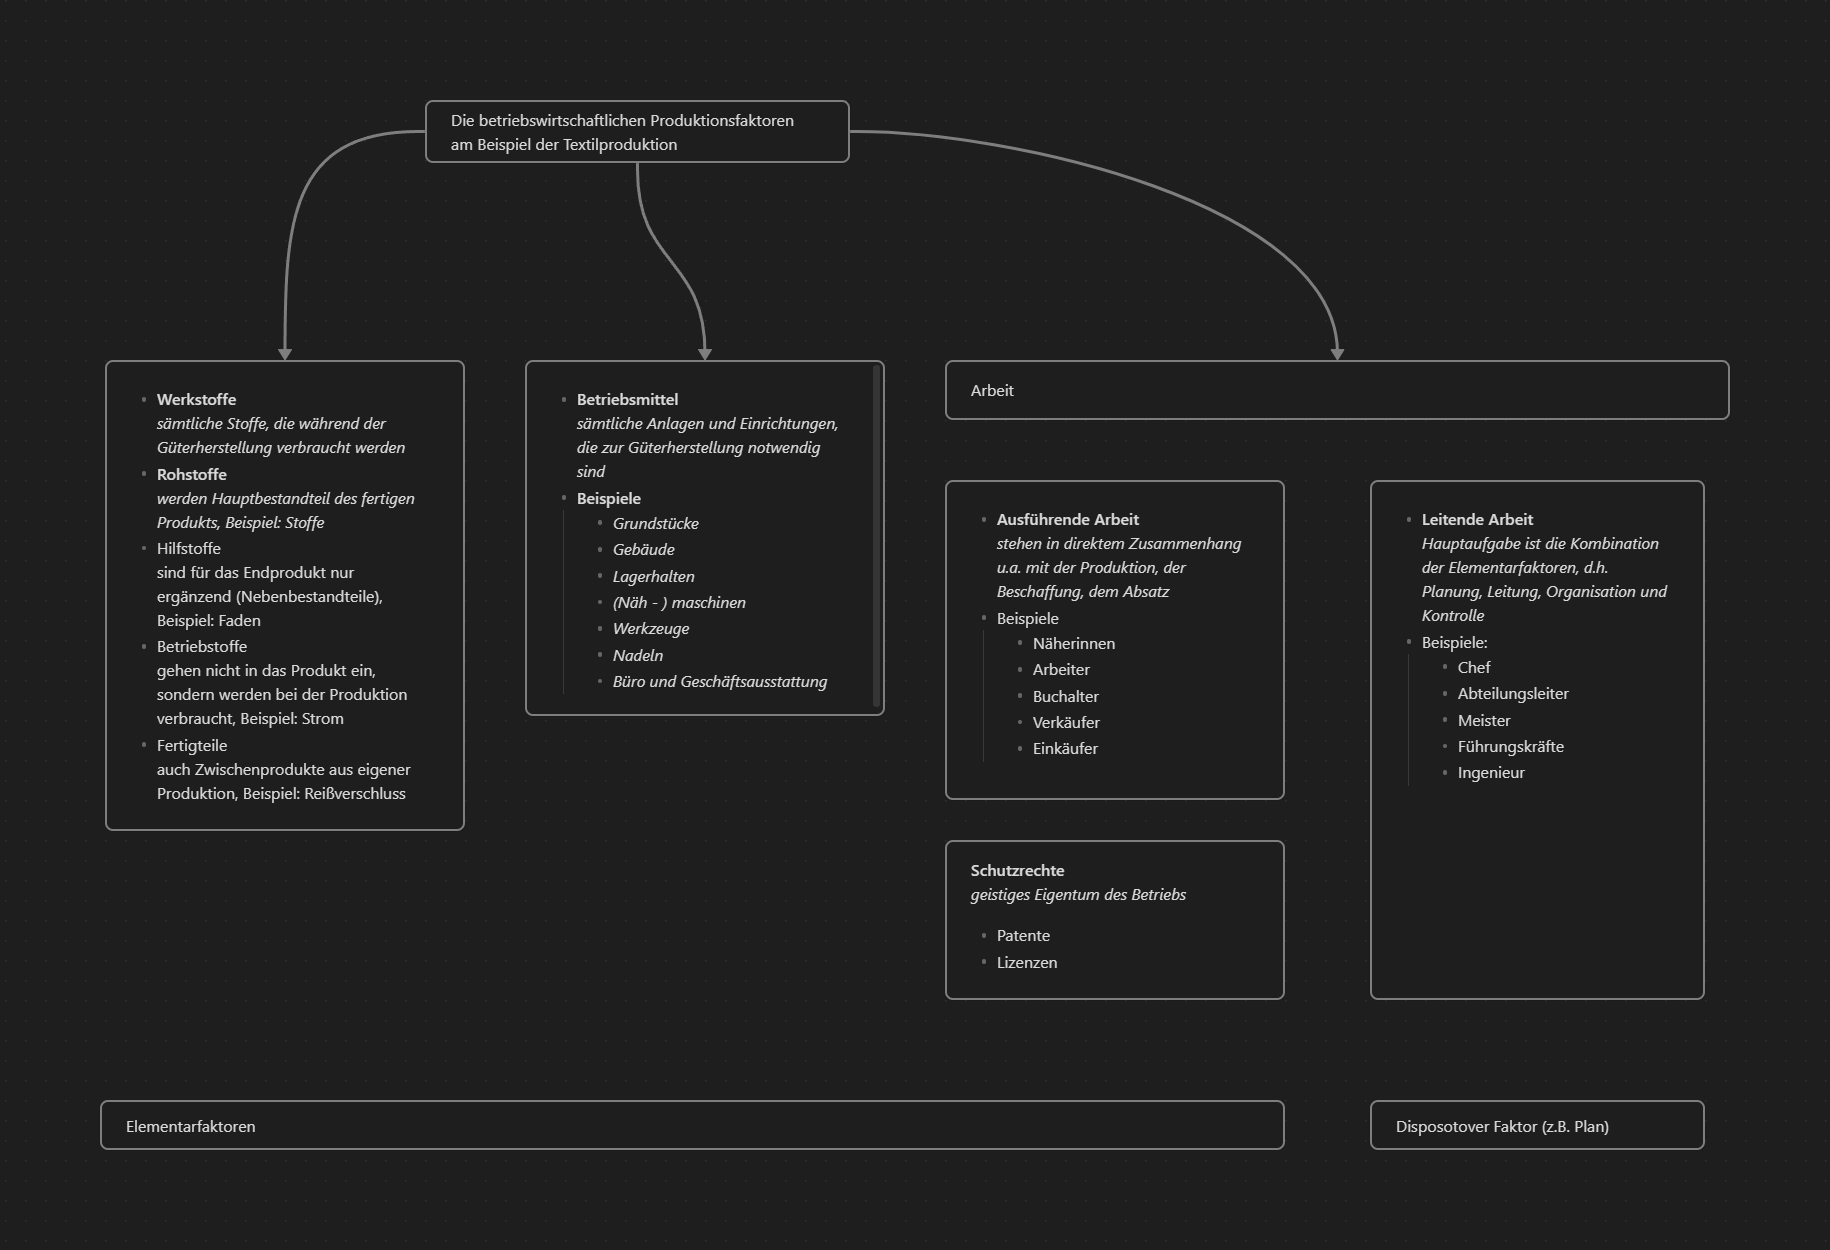 Die betriebswirtschaftlichen Produktionsfaktoren
am Beispiel der Textilproduktion
Werkstoffe
sämtliche Stoffe, die während der
Güterherstellung verbraucht werden
Rohstoffe
werden Hauptbestandteil des fertigen
Produkts, Beispiel: Stoffe
Hilfstoffe
sind für das Endprodukt nur
ergänzend (Nebenbestandteile),
Beispiel: Faden
Betriebstoffe
gehen nicht in das Produkt ein,
sondern werden bei der Produktion
verbraucht, Beispiel: Strom
Fertigteile
auch Zwischenprodukte aus eigener
Produktion, Beispiel: Reißverschluss
Betriebsmittel
sämtliche Anlagen und Einrichtungen,
die zur Güterherstellung notwendig
sind
Beispiele
Grundstücke
Gebäude
Lagerhalten
(Näh - ) maschinen
Werkzeuge
Nadeln
Büro und Geschäftsausstattung
Arbeit
Ausführende Arbeit
stehen in direktem Zusammenhang
u.a. mit der Produktion, der
Beschaffung, dem Absatz
Beispiele
Näherinnen
Arbeiter
Buchalter
Verkäufer
Einkäufer
Schutzrechte
geistiges Eigentum des Betriebs
Patente
Lizenzen
Leitende Arbeit
Hauptaufgabe ist die Kombination
der Elementarfaktoren, d.h.
Planung, Leitung, Organisation und
Kontrolle
Beispiele:
Chef
Abteilungsleiter
Meister
Führungskräfte
Ingenieur
Elementarfaktoren
Disposotover Faktor (z.B. Plan)